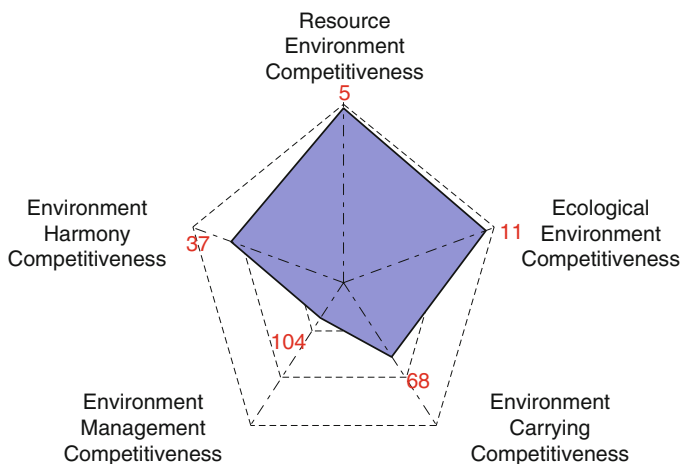 Resource
Environment
Competitiveness
5
Ecological
Environment
Competitiveness
11
Environment
Harmony
Competitiveness
37
104
68
Environment
Management
Competitiveness
Environment
Carrying
Competitiveness